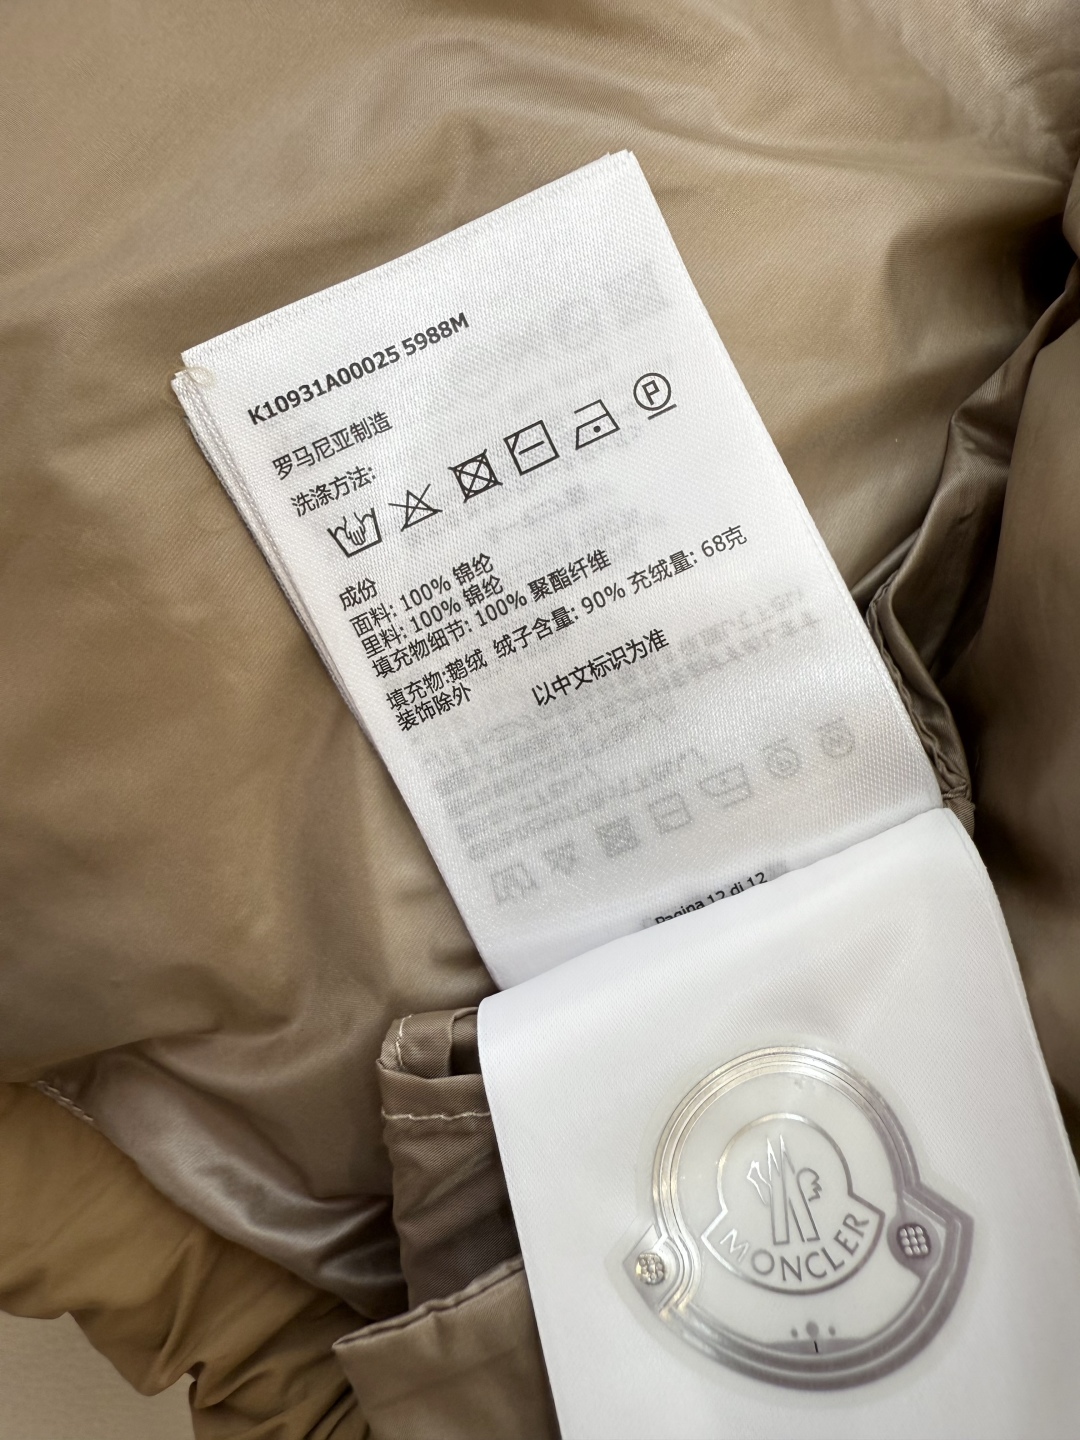 K10931A00025 5988M
罗马尼亚制造
洗涤方法:
P
成份
面料: 100% 锦纶
里料: 100% 锦纶
填充物细节: 100% 聚酯纤维
填充物:鹅绒 绒子含量: 90% 充绒量: 68克
装饰除外 以中文标识为准
Pagina 12 di 12
MONCLER